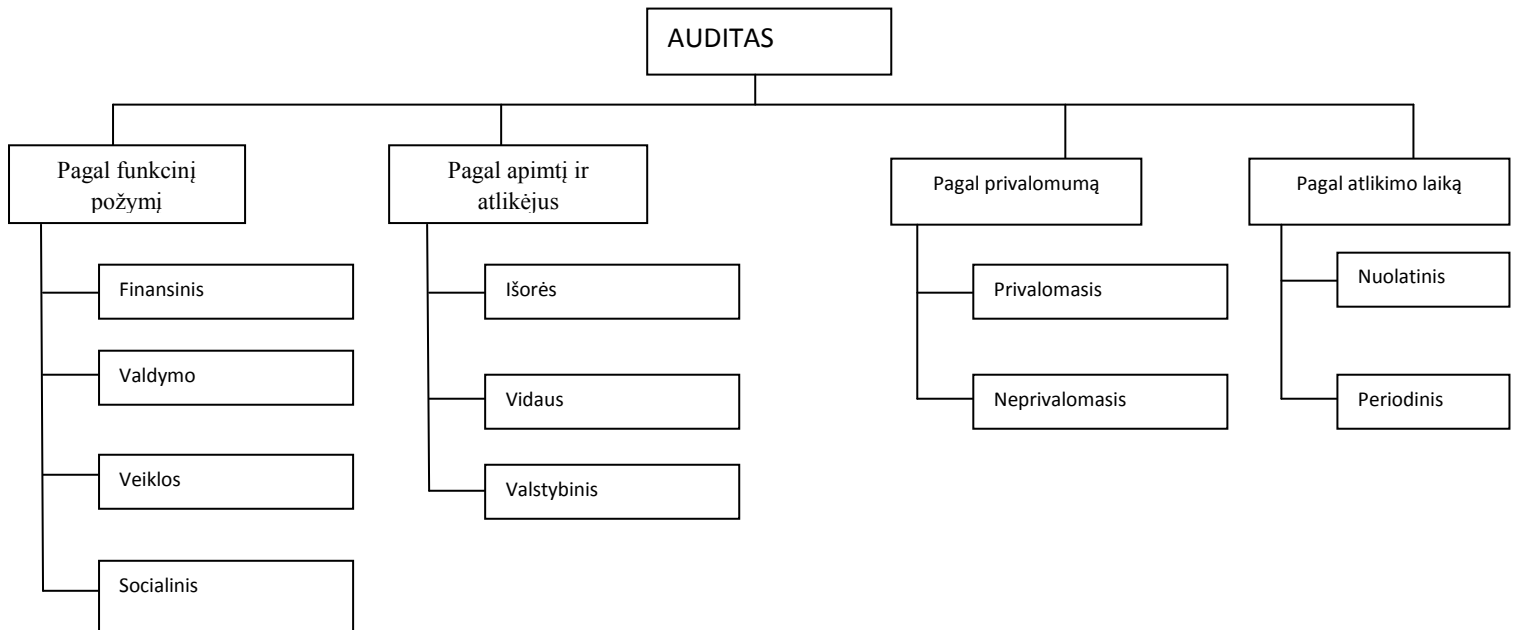 AUDITAS
Pagal funkcinį
požymį
Finansinis
Valdymo
Veiklos
Socialinis
Pagal apimtį ir
atlikėjus
Išorės
Vidaus
Valstybinis
Pagal privalomumą
Privalomasis
Neprivalomasis
Pagal atlikimo laiką
Nuolatinis
Periodinis